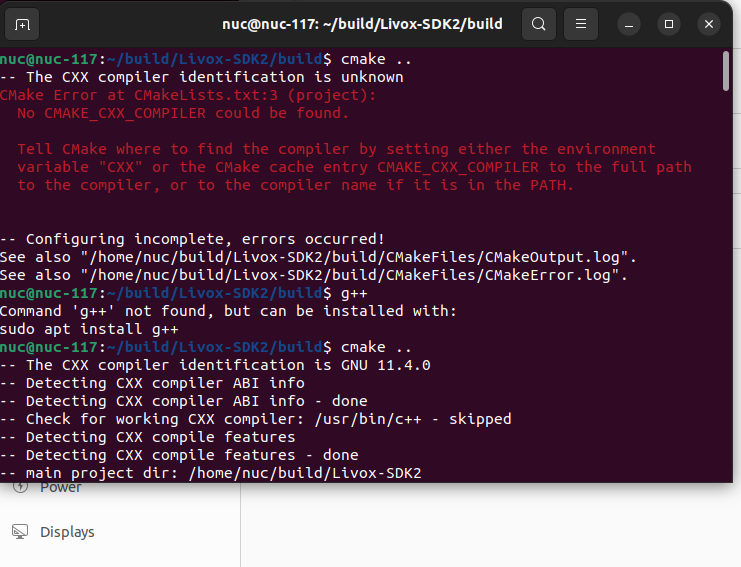 nuc@nuc-117: ~/build/Livox-SDK2/build
nuc@nuc-117:~/build/Livox-SDK2/build$ cmake ..
-- The CXX compiler identification is unknown
CMake Error at CMakeLists.txt:3 (project):
  No CMAKE_CXX_COMPILER could be found.

  Tell CMake where to find the compiler by setting either the environment
  variable "CXX" or the CMake cache entry CMAKE_CXX_COMPILER to the full path
  to the compiler, or to the compiler name if it is in the PATH.

-- Configuring incomplete, errors occurred!
See also "/home/nuc/build/Livox-SDK2/build/CMakeFiles/CMakeOutput.log".
See also "/home/nuc/build/Livox-SDK2/build/CMakeFiles/CMakeError.log".
nuc@nuc-117:~/build/Livox-SDK2/build$ g++
Command 'g++' not found, but can be installed with:
sudo apt install g++
nuc@nuc-117:~/build/Livox-SDK2/build$ cmake ..
-- The CXX compiler identification is GNU 11.4.0
-- Detecting CXX compiler ABI info
-- Detecting CXX compiler ABI info - done
-- Check for working CXX compiler: /usr/bin/c++ - skipped
-- Detecting CXX compile features
-- Detecting CXX compile features - done
-- main project dir: /home/nuc/build/Livox-SDK2
Power
Displays